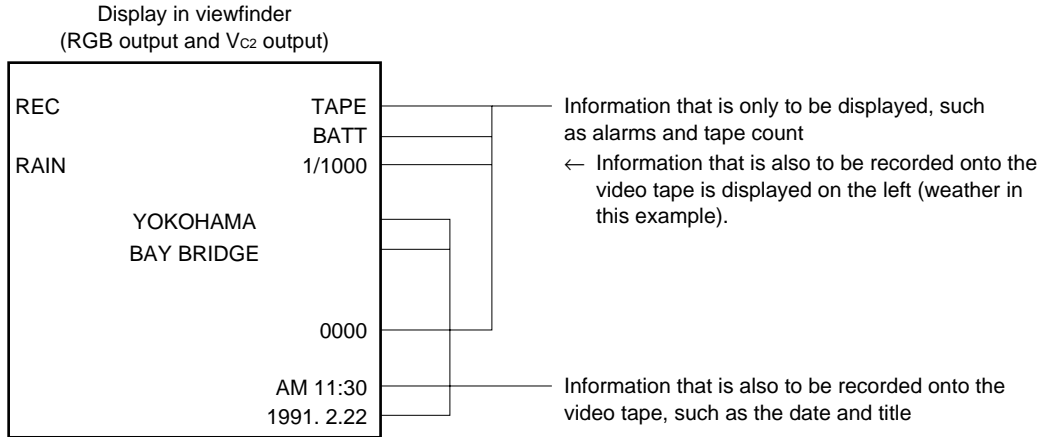 Display in viewfinder
(RGB output and VC2 output)
REC TAPE
BATT
RAIN 1/1000
YOKOHAMA
BAY BRIDGE
0000
AM 11:30
1991. 2.22
Information that is only to be displayed, such
as alarms and tape count
← Information that is also to be recorded onto the
video tape is displayed on the left (weather in
this example).
Information that is also to be recorded onto the
video tape, such as the date and title